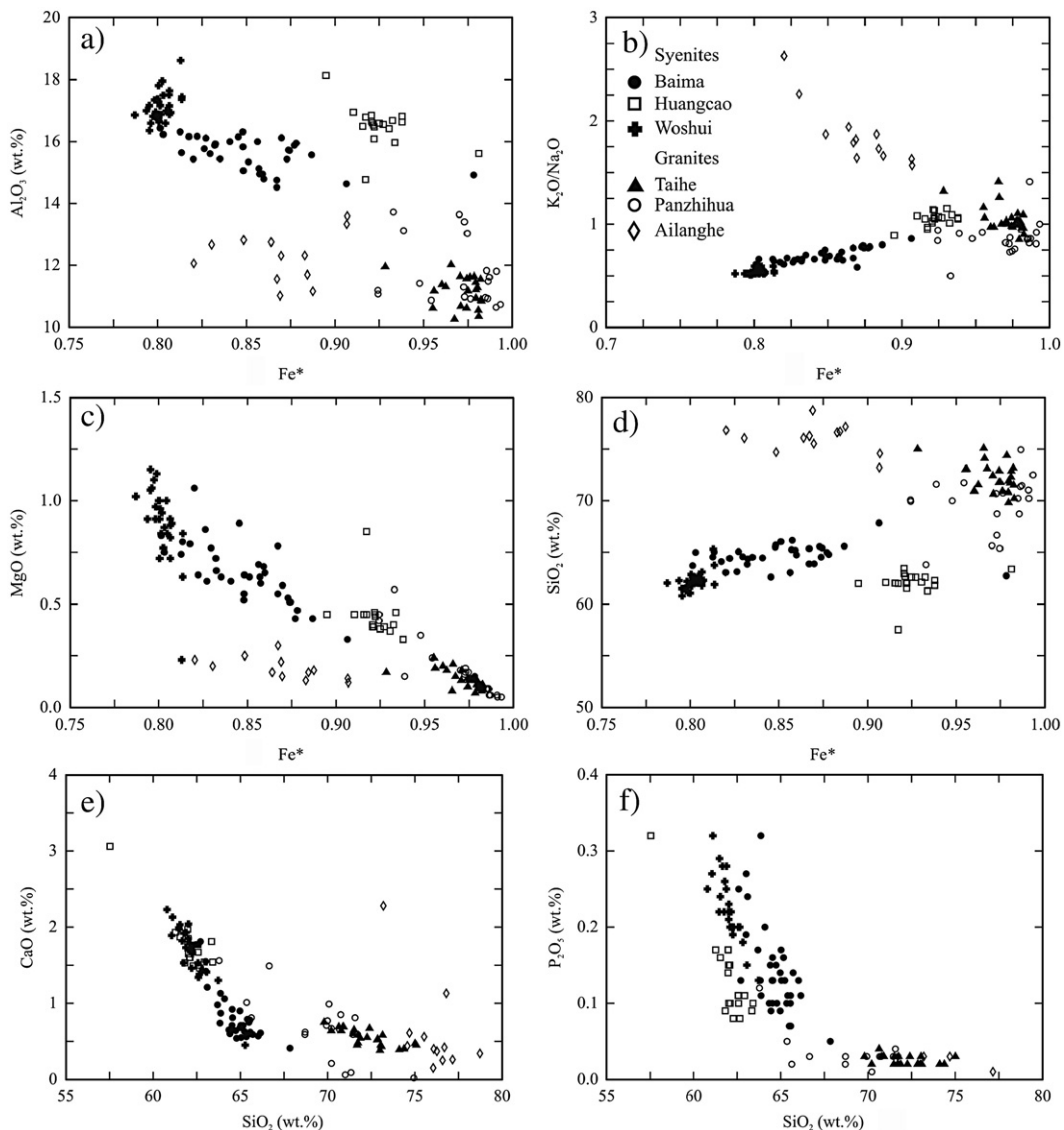 a)
20
18
16
14
12
10
Al₂O₃ (wt.%)
0.75
0.80
0.85
0.90
0.95
1.00
Fe*
b)
3
2
1
0
K₂O/Na₂O
Syenites
Baima
Huangcao
Woshui
Granites
Taihe
Panzhihua
Ailanghe
0.7
0.8
0.9
1.0
Fe*
c)
1.5
1.0
0.5
0.0
MgO (wt.%)
0.75
0.80
0.85
0.90
0.95
1.00
Fe*
d)
80
70
60
50
SiO₂ (wt.%)
0.75
0.80
0.85
0.90
0.95
1.00
Fe*
e)
4
3
2
1
0
CaO (wt.%)
55
60
65
70
75
80
SiO₂ (wt.%)
f)
0.4
0.3
0.2
0.1
0.0
P₂O₅ (wt.%)
55
60
65
70
75
80
SiO₂ (wt.%)